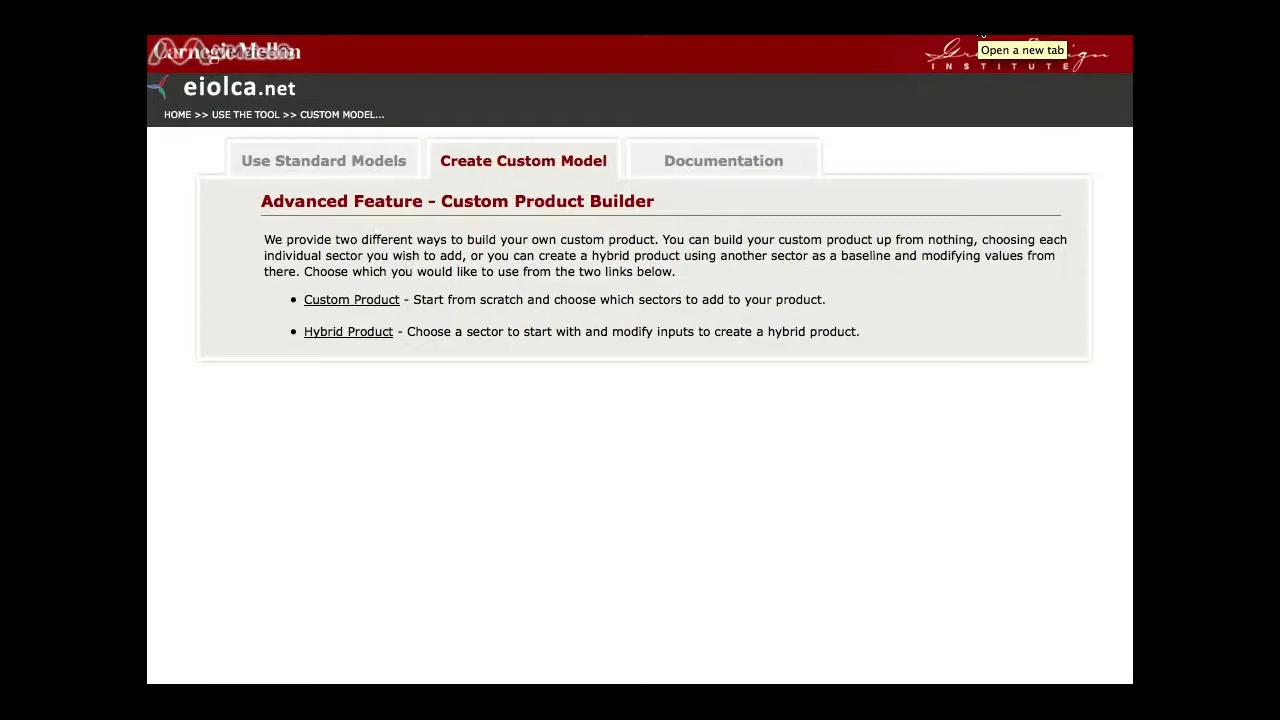 Carnegie Mellon
Open a new tab
INSTITUTE
eiolca.net
HOME >> USE THE TOOL >> CUSTOM MODEL...
Use Standard Models
Create Custom Model
Documentation
Advanced Feature - Custom Product Builder
We provide two different ways to build your own custom product. You can build your custom product up from nothing, choosing each
individual sector you wish to add, or you can create a hybrid product using another sector as a baseline and modifying values from
there. Choose which you would like to use from the two links below.
• Custom Product - Start from scratch and choose which sectors to add to your product.
• Hybrid Product - Choose a sector to start with and modify inputs to create a hybrid product.